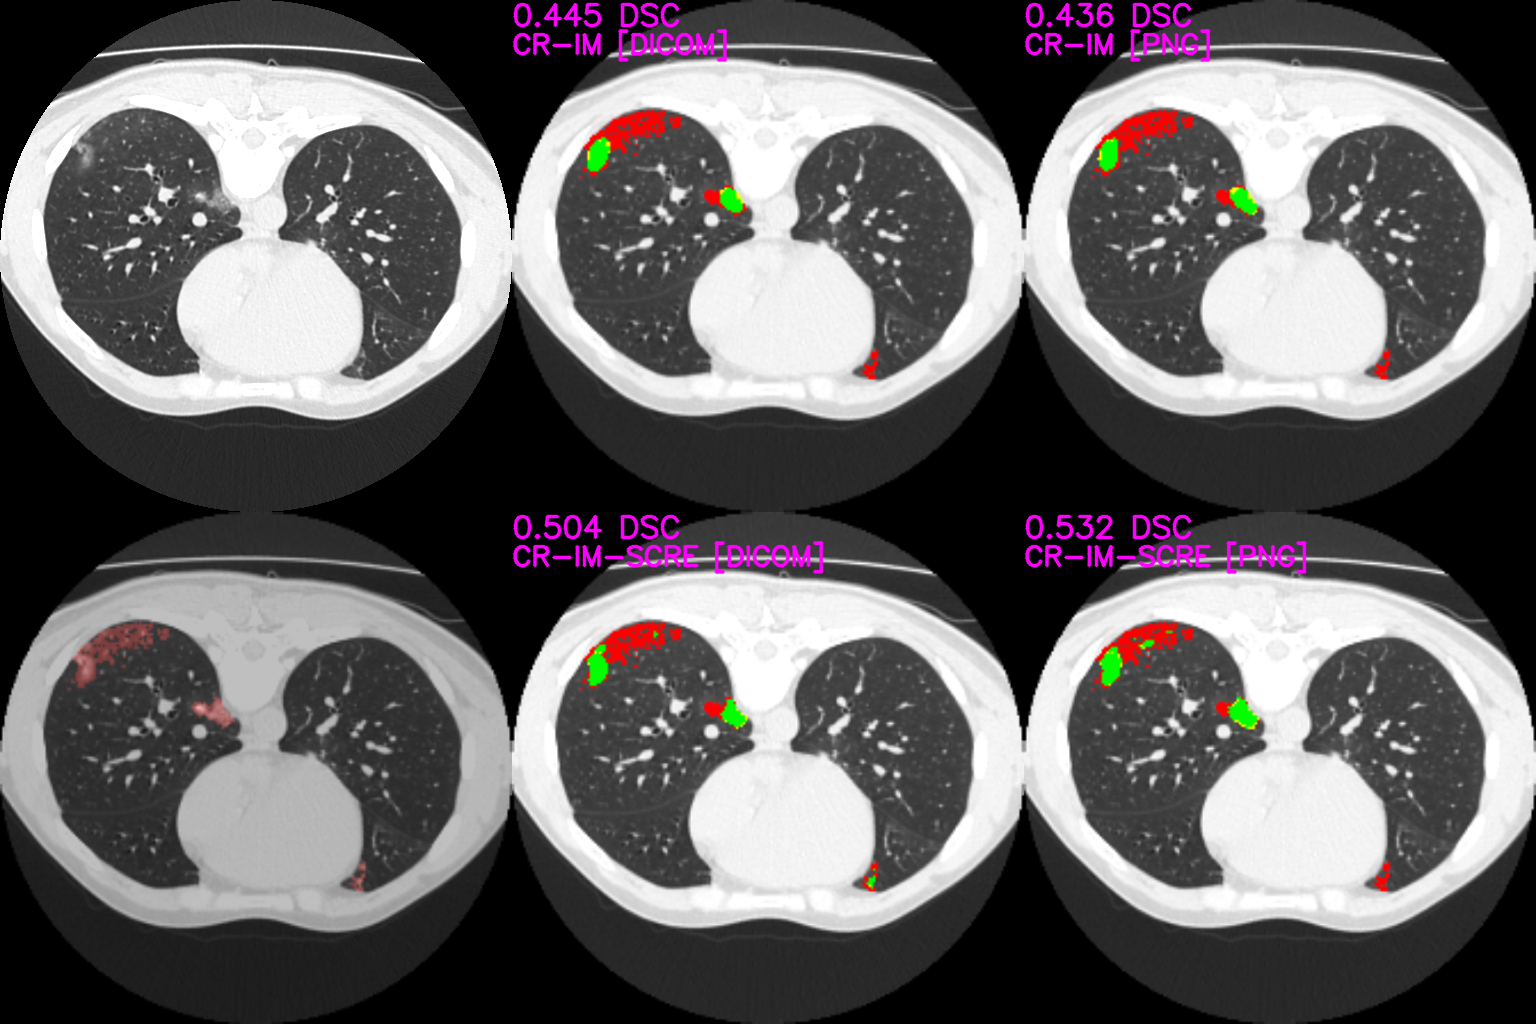 0.445 DSC
CR-IM [DICOM]
0.436 DSC
CR-IM [PNG]
0.504 DSC
CR-IM-SCRE [DICOM]
0.532 DSC
CR-IM-SCRE [PNG]